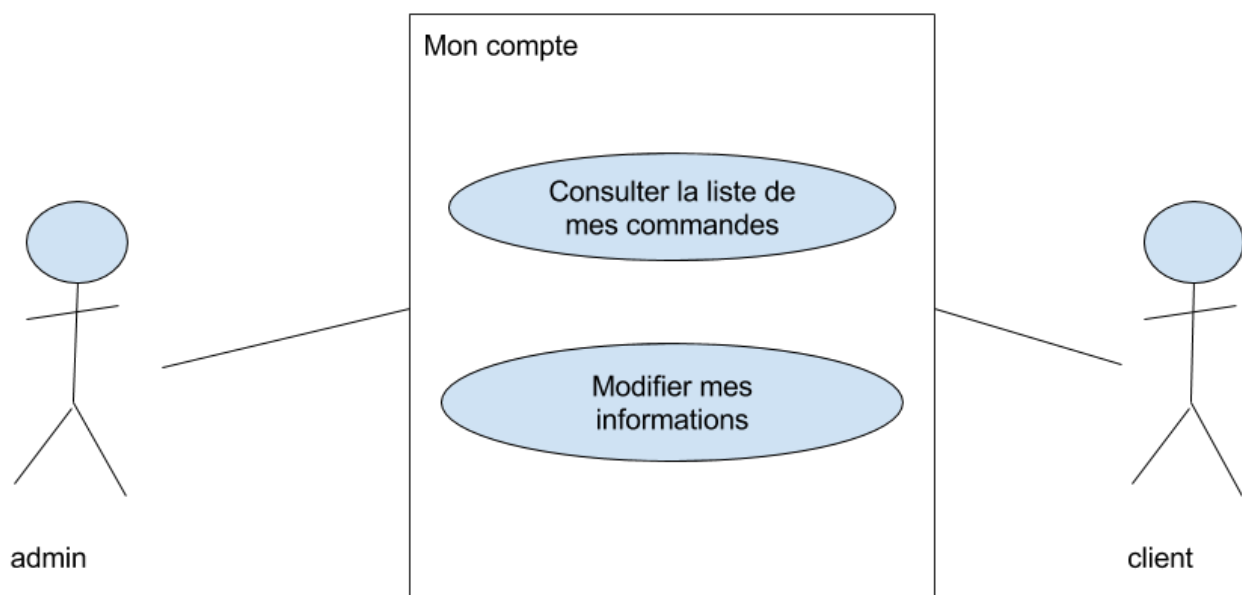 Mon compte
Consulter la liste de
mes commandes
Modifier mes
informations
admin
client